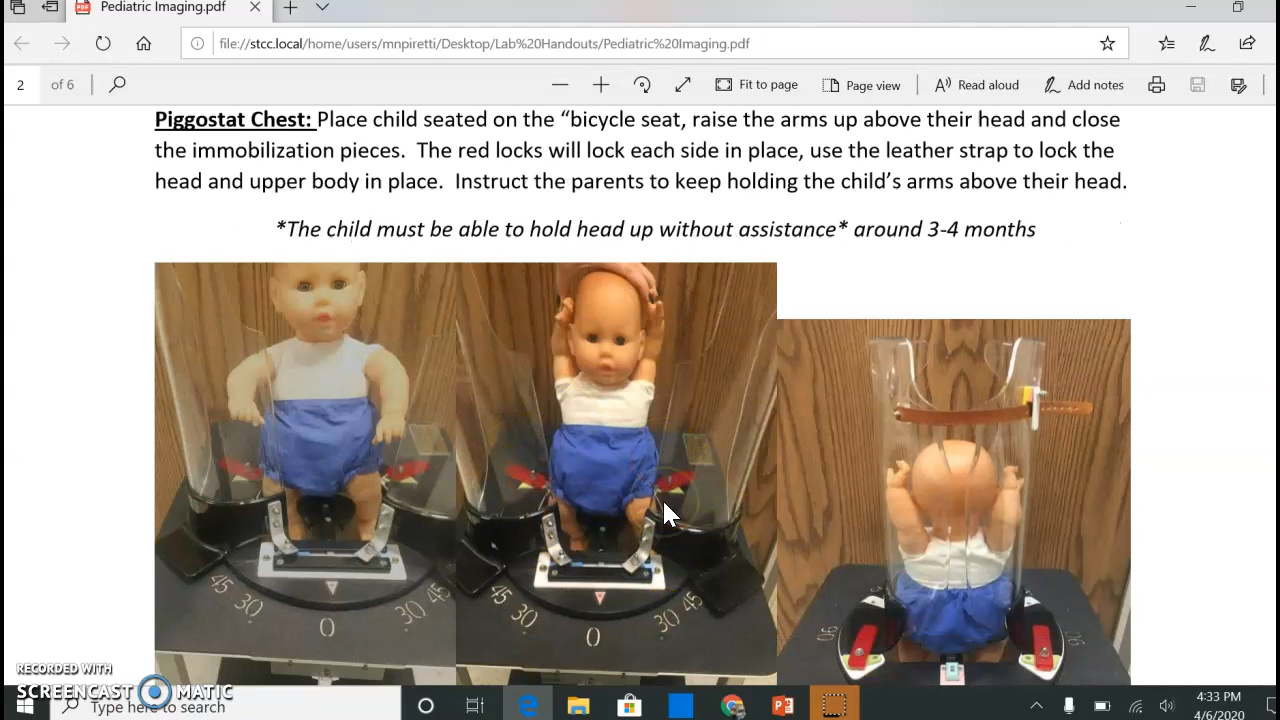 Pediatric Imaging.pdf
file://stcc.local/home/users/mnpiretti/Desktop/Lab%20Handouts/Pediatric%20Imaging.pdf
2 of 6 Fit to page Page view Read aloud Add notes
Piggostat Chest: Place child seated on the “bicycle seat, raise the arms up above their head and close
the immobilization pieces.  The red locks will lock each side in place, use the leather strap to lock the
head and upper body in place.  Instruct the parents to keep holding the child’s arms above their head.
*The child must be able to hold head up without assistance* around 3-4 months
45 30 0 30 45
45 30 0 30 45
90 90
RECORDED WITH
SCREENCAST MATIC
Type here to search
4:33 PM
4/6/2020